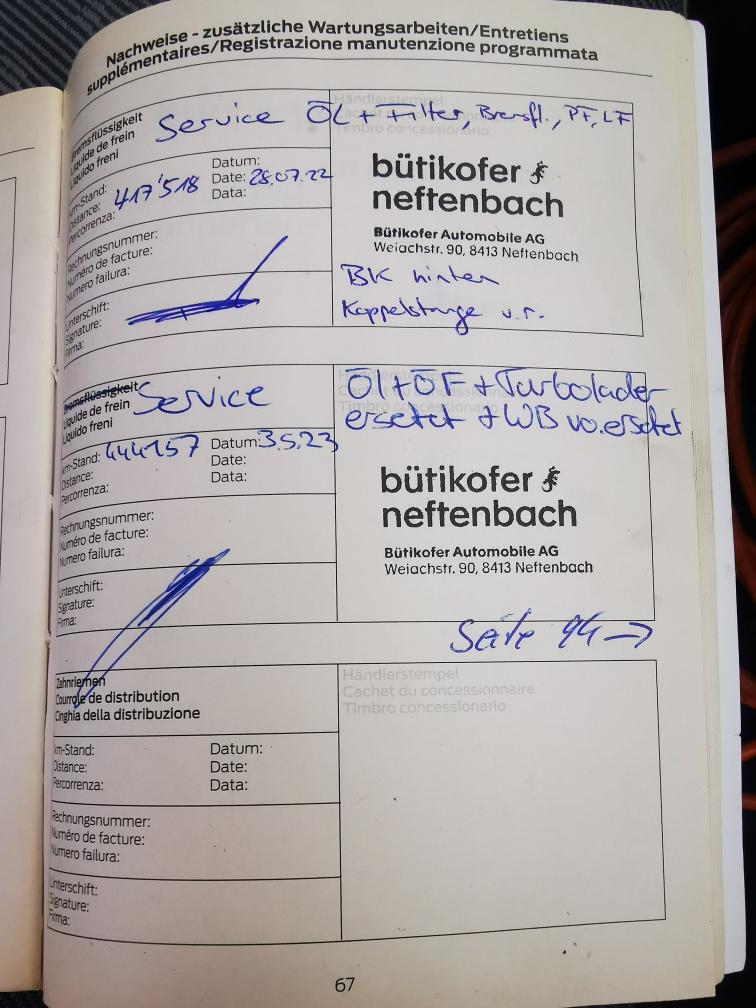 Nachweise - zusätzliche Wartungsarbeiten/Entretiens
supplémentaires/Registrazione manutenzione programmata
Bremsflüssigkeit
Liquide de frein
Liquido freni
Service ÖL + Filter, Bremsfl., PF, LF
Händlerstempel
Timbro concessionario
km-Stand:
Distance:
Percorrenza:
417'518
Datum:
Date:
Data:
28.07.22
bütikofer
neftenbach
Bütikofer Automobile AG
Weiachstr. 90, 8413 Neftenbach
BK hinten
Koppelstange v.r.
Rechnungsnummer:
Numéro de facture:
Numero failura:
Unterschift:
Signature:
Firma:
Bremsflüssigkeit
Liquide de frein
Liquido freni
Service
Öl + ÖF + Turbolader
ersetzt + WB vo. ersetzt
Cachet du concessionnaire
Timbro concessionario
km-Stand:
Distance:
Percorrenza:
444157
Datum:
Date:
Data:
3.5.23
bütikofer
neftenbach
Bütikofer Automobile AG
Weiachstr. 90, 8413 Neftenbach
Rechnungsnummer:
Numéro de facture:
Numero failura:
Unterschift:
Signature:
Firma:
Seite 94 →
Zahnriemen
Courroie de distribution
Cinghia della distribuzione
Händlerstempel
Cachet du concessionnaire
Timbro concessionario
km-Stand:
Distance:
Percorrenza:
Datum:
Date:
Data:
Rechnungsnummer:
Numéro de facture:
Numero failura:
Unterschift:
Signature:
Firma:
67